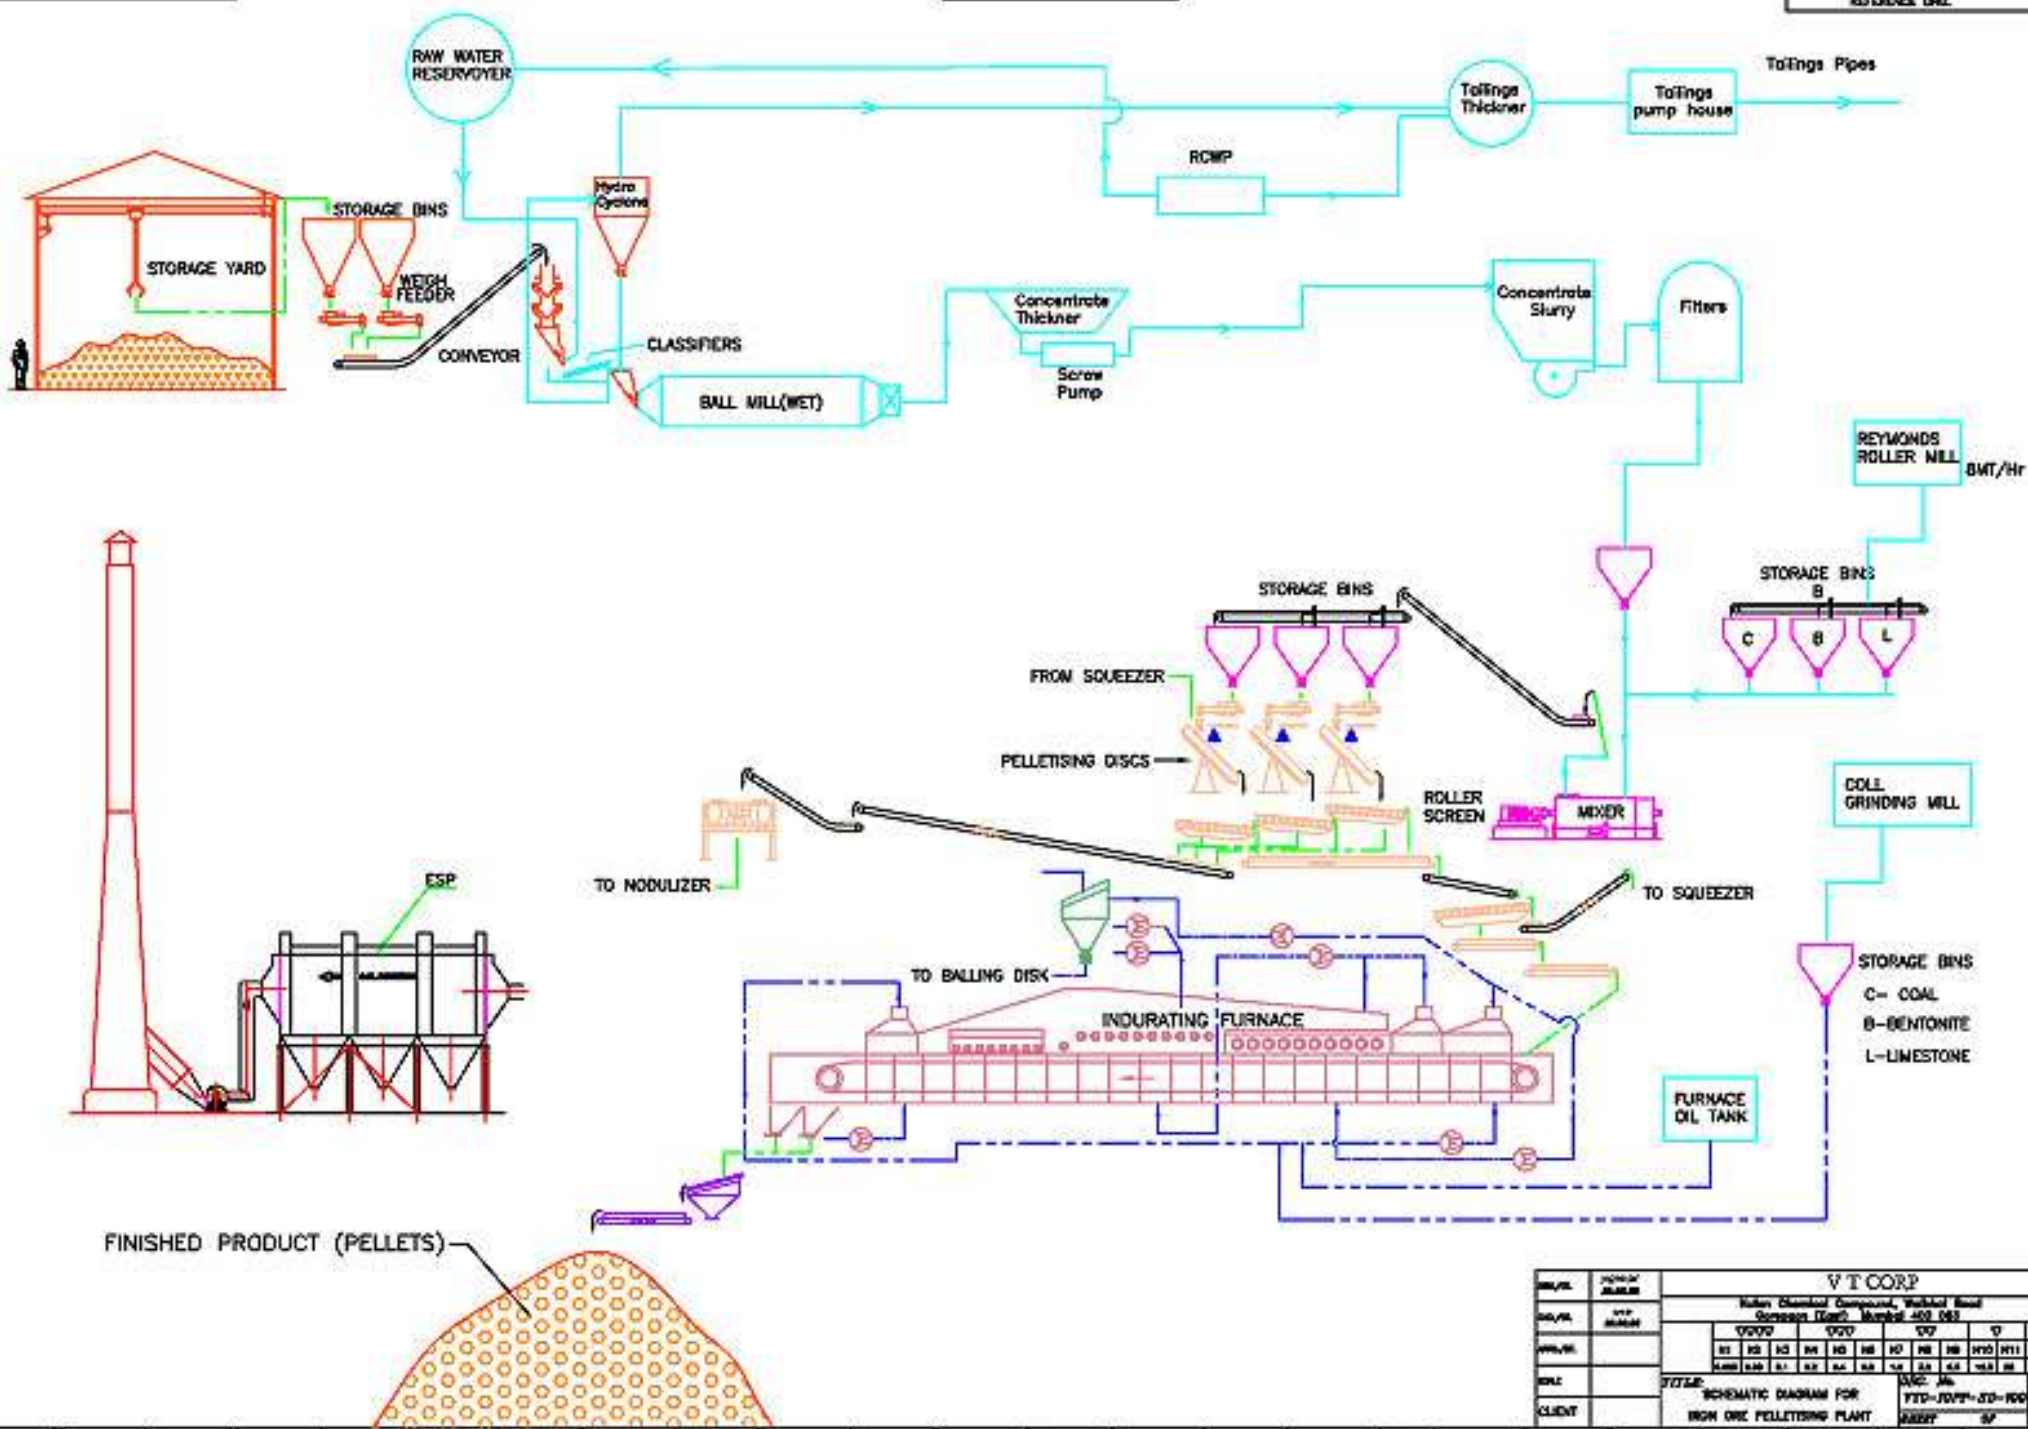 RAW WATER
RESERVOYER
Tailings Pipes
Tailings
Thickner
Tailings
pump house
RCWP
Hydro
Cyclone
STORAGE BINS
STORAGE YARD
WEIGH
FEEDER
CONVEYOR
CLASSIFIERS
BALL MILL(WET)
Concentrate
Thickner
Screw
Pump
Concentrate
Slurry
Filters
REYMONDS
ROLLER MILL
8MT/Hr
STORAGE BINS
B
C
B
L
STORAGE BINS
FROM SQUEEZER
PELLETISING DISCS
ROLLER
SCREEN
MIXER
COLL
GRINDING MILL
TO NODULIZER
TO SQUEEZER
ESP
TO BALLING DISK
INDURATING FURNACE
STORAGE BINS
C- COAL
B-BENTONITE
L-LIMESTONE
FURNACE
OIL TANK
FINISHED PRODUCT (PELLETS)
V T CORP
TITLE
SCHEMATIC DIAGRAM FOR
IRON ORE PELLETISING PLANT
CLIENT